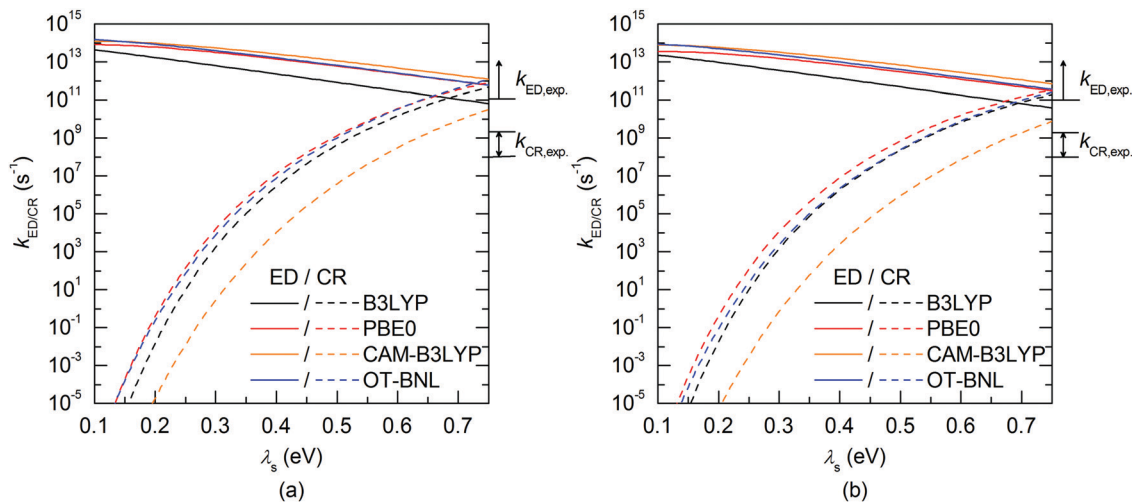 10^15
10^13
10^11
10^9
10^7
10^5
10^3
10^1
10^-1
10^-3
10^-5
k_ED/CR (s^-1)
k_ED,exp.
k_CR,exp.
ED / CR
/ B3LYP
/ PBE0
/ CAM-B3LYP
/ OT-BNL
0.1 0.2 0.3 0.4 0.5 0.6 0.7
λ_s (eV)
(a)
10^15
10^13
10^11
10^9
10^7
10^5
10^3
10^1
10^-1
10^-3
10^-5
k_ED/CR (s^-1)
k_ED,exp.
k_CR,exp.
ED / CR
/ B3LYP
/ PBE0
/ CAM-B3LYP
/ OT-BNL
0.1 0.2 0.3 0.4 0.5 0.6 0.7
λ_s (eV)
(b)